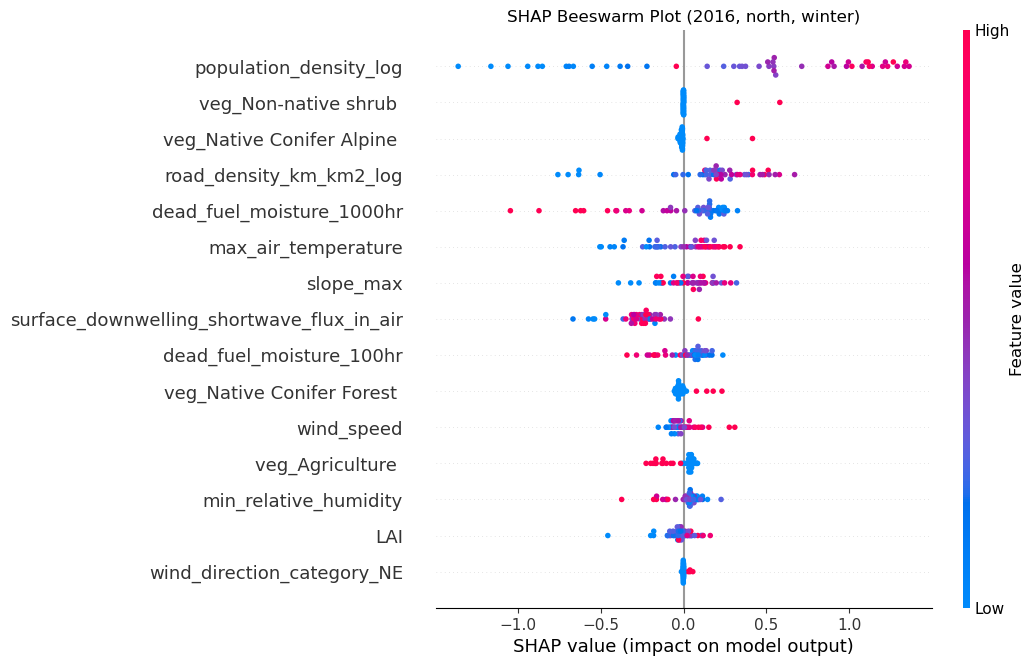 SHAP Beeswarm Plot (2016, north, winter)
High
population_density_log
veg_Non-native shrub
veg_Native Conifer Alpine
road_density_km_km2_log
dead_fuel_moisture_1000hr
max_air_temperature
slope_max
surface_downwelling_shortwave_flux_in_air
dead_fuel_moisture_100hr
veg_Native Conifer Forest
wind_speed
veg_Agriculture
min_relative_humidity
LAI
wind_direction_category_NE
Feature value
Low
−1.0 −0.5 0.0 0.5 1.0
SHAP value (impact on model output)